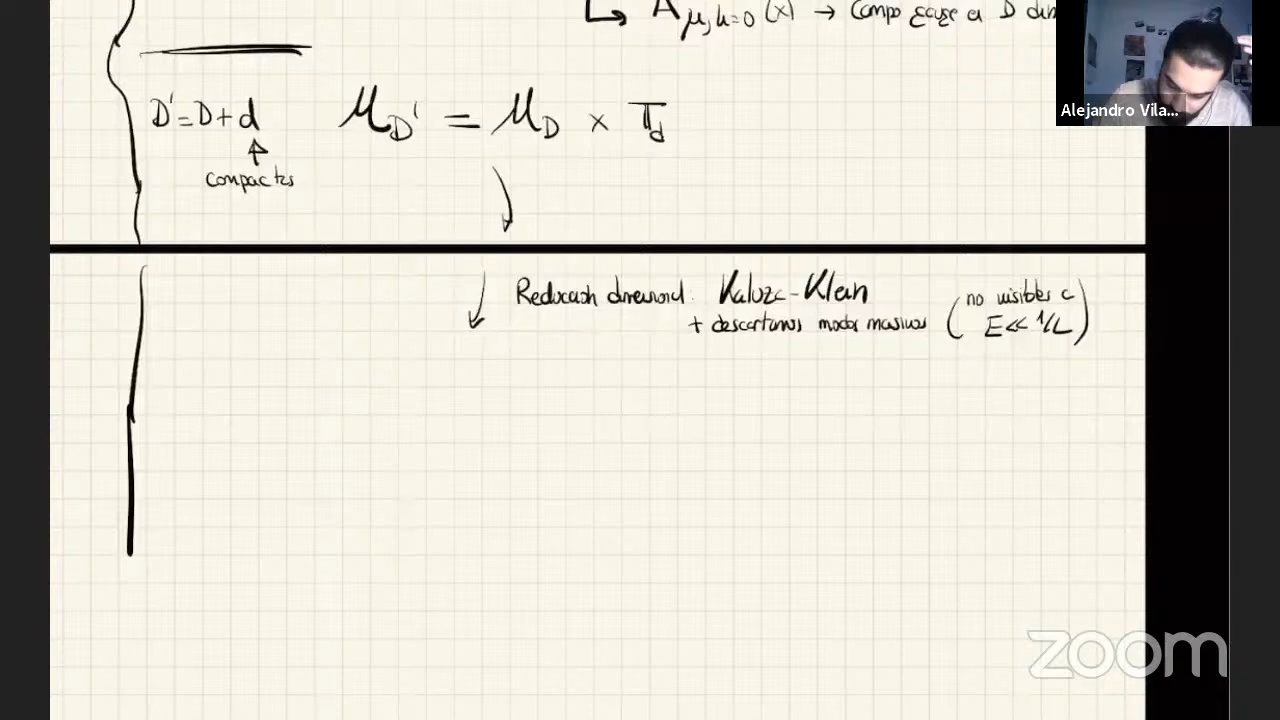 ↳ A_{μ, k=0}(x) → Campo gauge en D dim
Alejandro Vila...
D'=D+d   M_{D'} = M_D × T_d
compactas
Reducción dimensional: Kaluza-Klein
+ descartamos modos masivos (no visibles a E << 1/L)
zoom